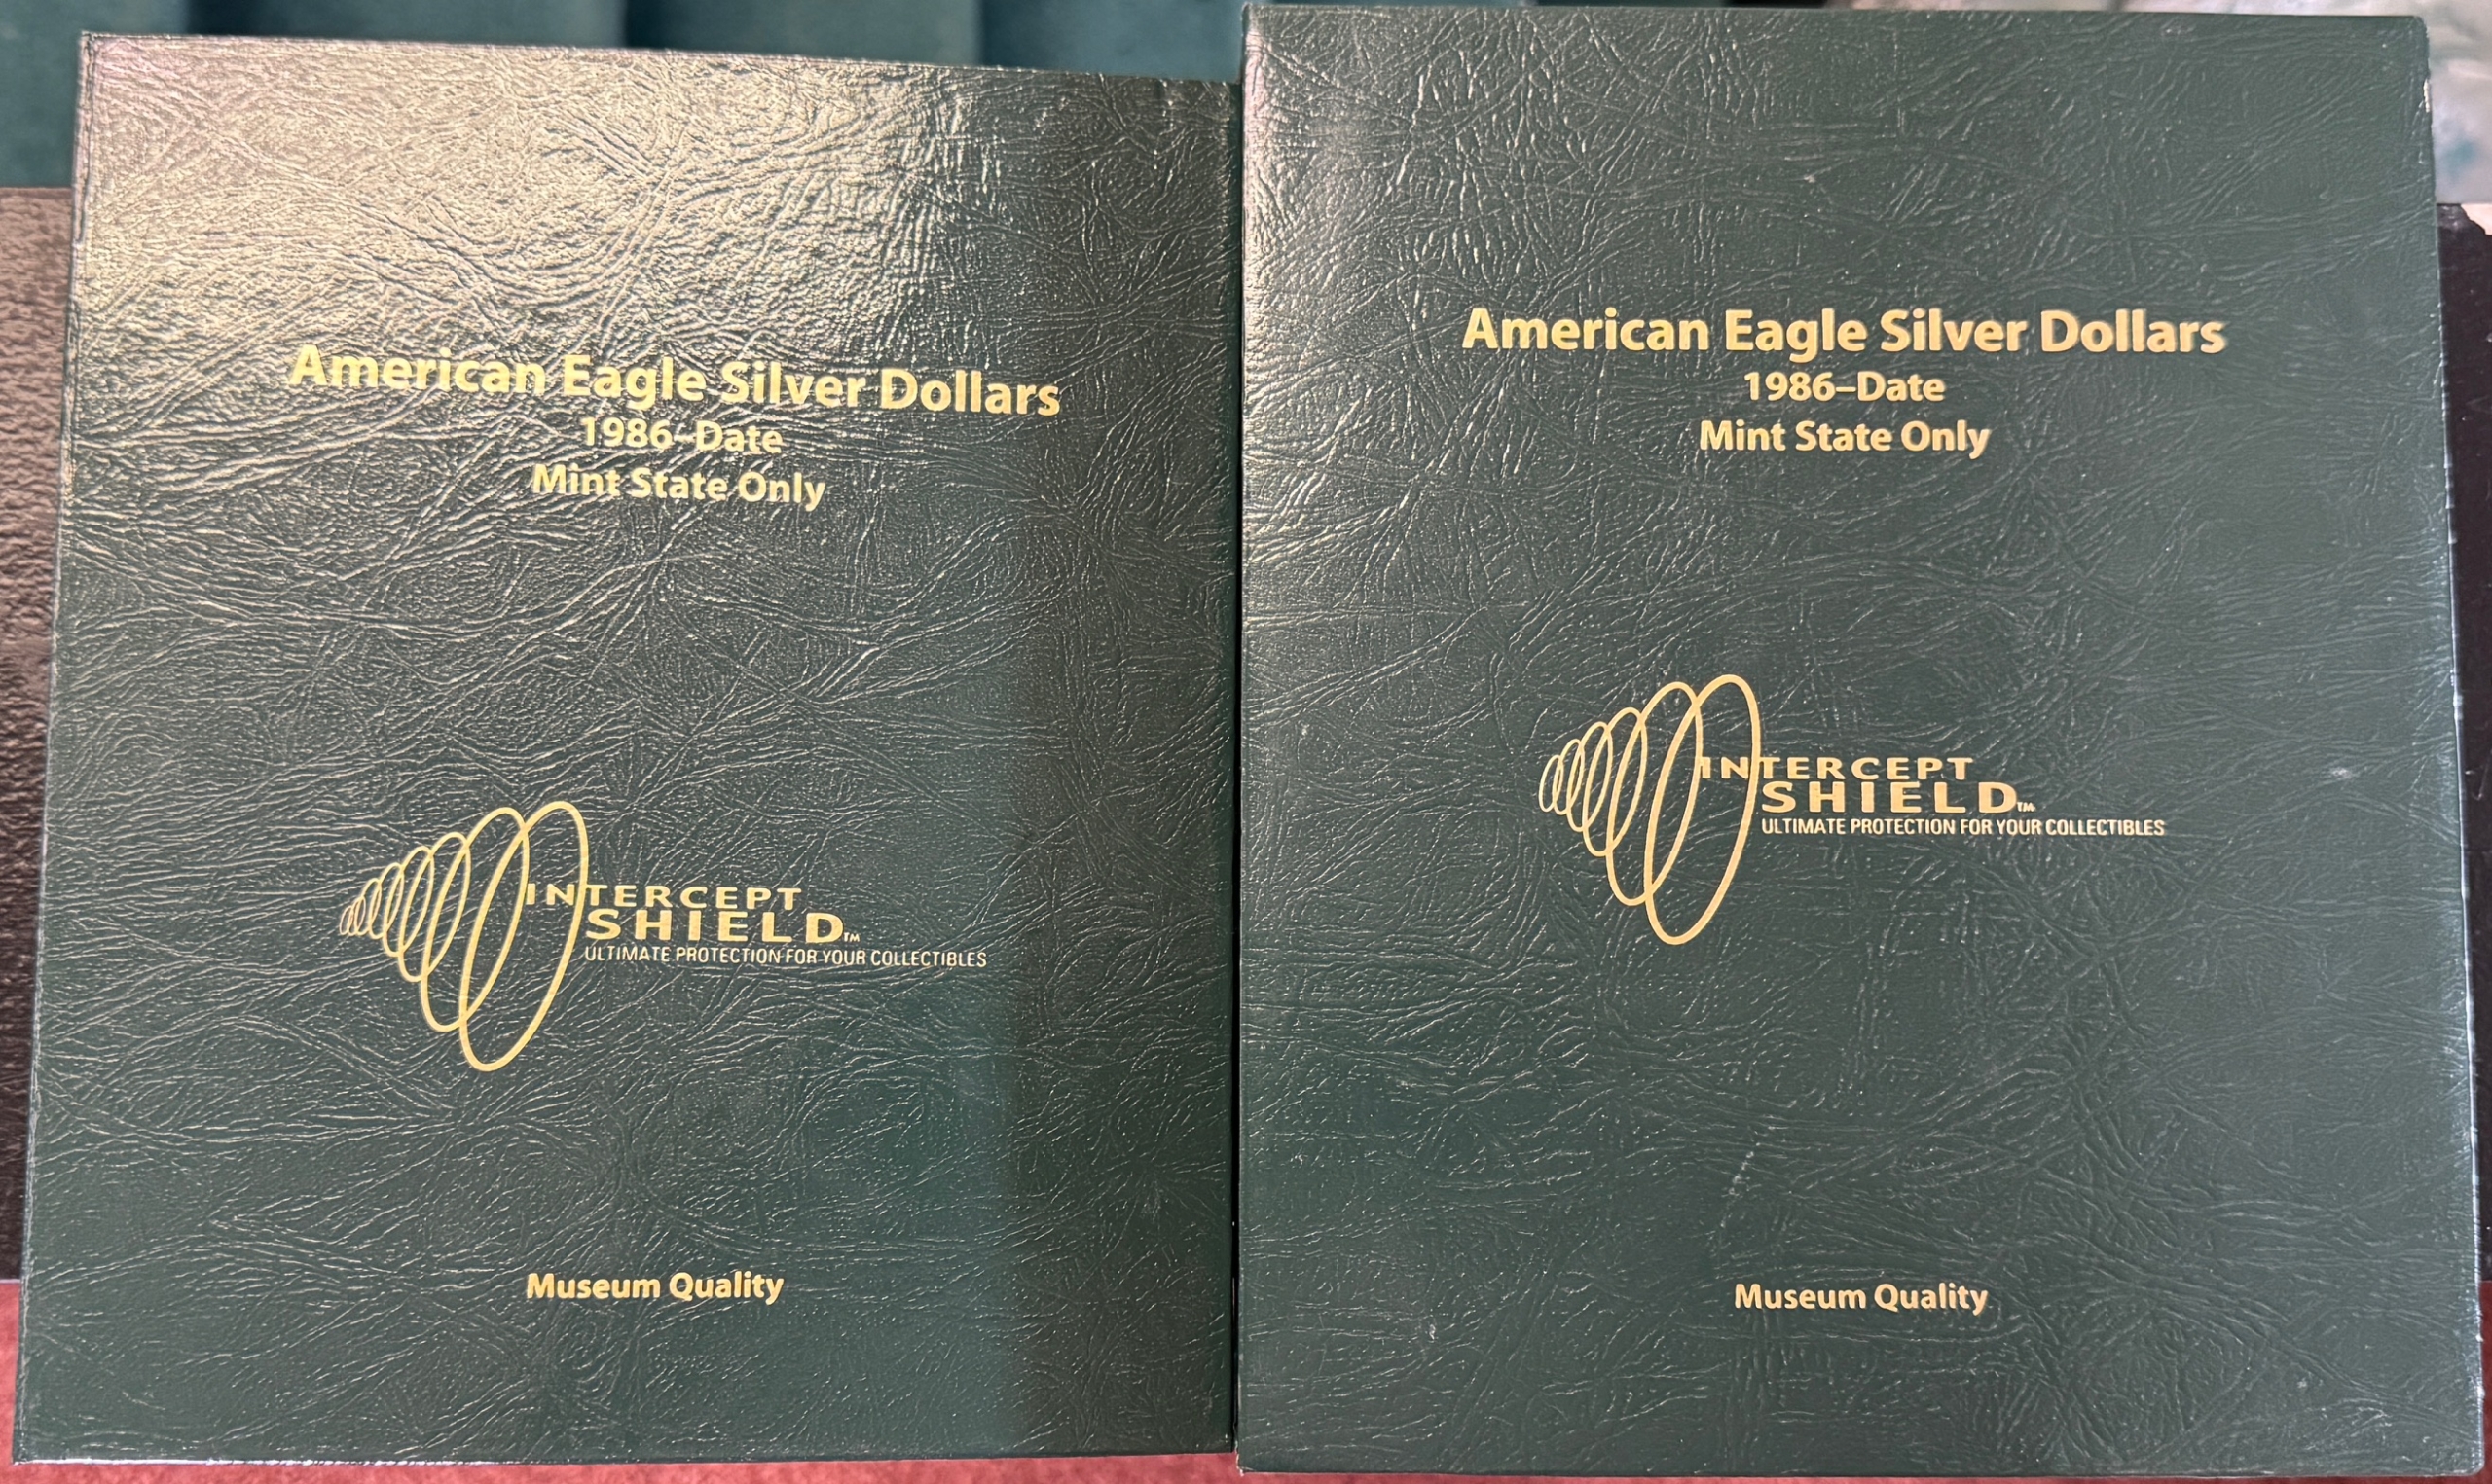 American Eagle Silver Dollars
1986–Date
Mint State Only
INTERCEPT
SHIELD™
ULTIMATE PROTECTION FOR YOUR COLLECTIBLES
Museum Quality
American Eagle Silver Dollars
1986–Date
Mint State Only
INTERCEPT
SHIELD™
ULTIMATE PROTECTION FOR YOUR COLLECTIBLES
Museum Quality